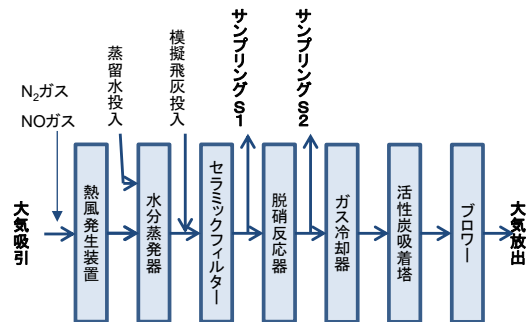 N₂ガス
NOガス
大気吸引
熱風発生装置
蒸留水投入
水分蒸発器
模擬飛灰投入
セラミックフィルター
サンプリングS1
脱硝反応器
サンプリングS2
ガス冷却器
活性炭吸着塔
ブロワー
大気放出